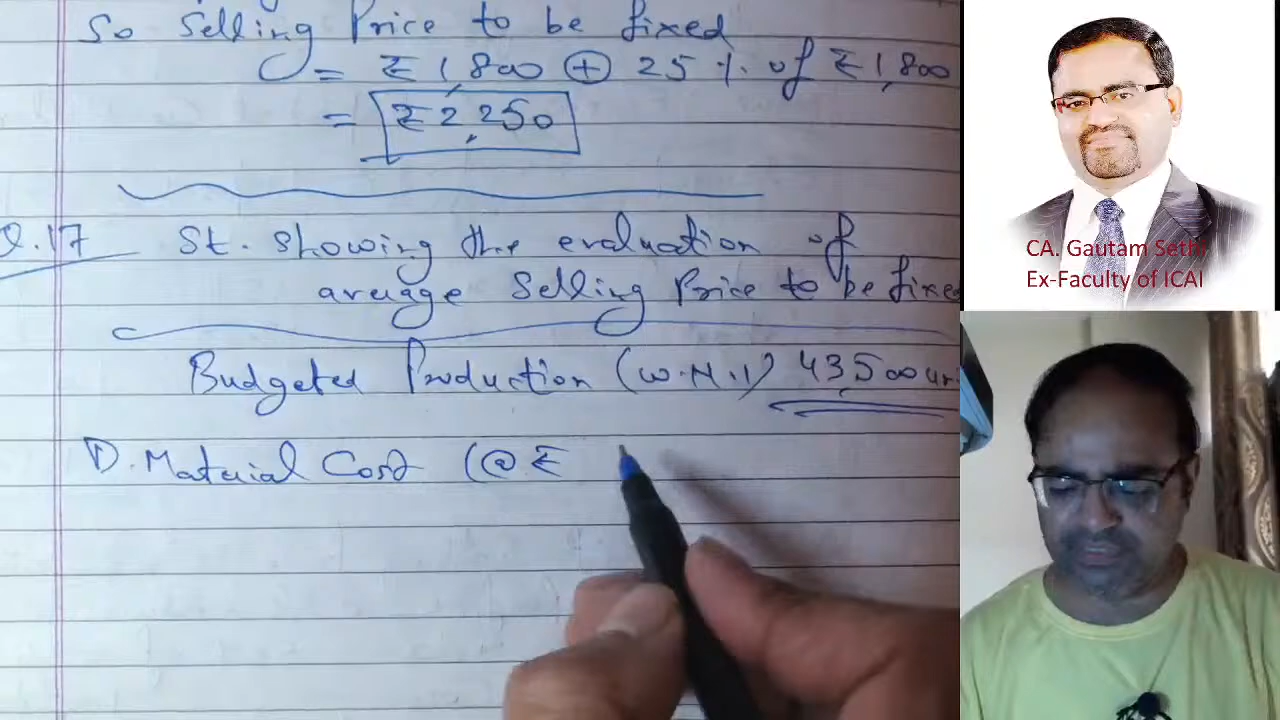 So Selling Price to be fixed
= ₹1,800 ⊕ 25 %. of ₹1,800
= ₹2,250
Q.17 St. Showing the evaluation of
average Selling Price to be fixed
Budgeted Production (W.N.1) 43,500 un.
D. Material Cost (@ ₹
CA. Gautam Sethi
Ex-Faculty of ICAI